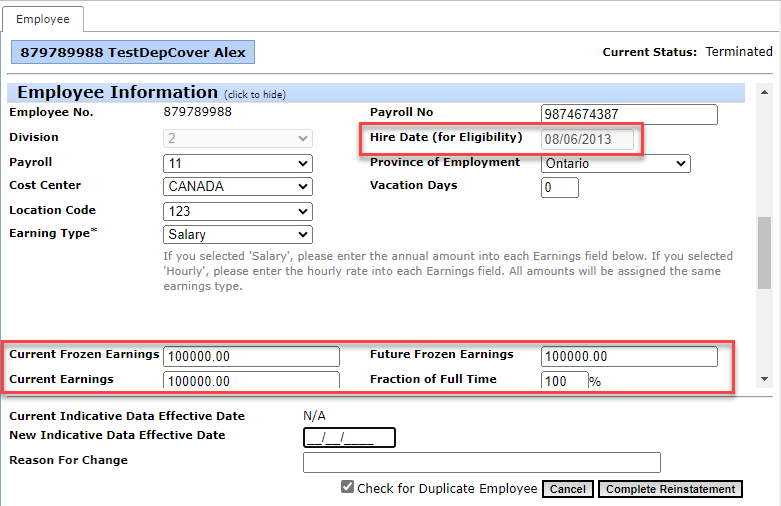 Employee
879789988 TestDepCover Alex
Current Status: Terminated
Employee Information (click to hide)
Employee No. 879789988 Payroll No 9874674387
Division 2 Hire Date (for Eligibility) 08/06/2013
Payroll 11 Province of Employment Ontario
Cost Center CANADA Vacation Days 0
Location Code 123
Earning Type* Salary
If you selected 'Salary', please enter the annual amount into each Earnings field below. If you selected
'Hourly', please enter the hourly rate into each Earnings field. All amounts will be assigned the same
earnings type.
Current Frozen Earnings 100000.00 Future Frozen Earnings 100000.00
Current Earnings 100000.00 Fraction of Full Time 100 %
Current Indicative Data Effective Date N/A
New Indicative Data Effective Date __/__/____
Reason For Change
Check for Duplicate Employee Cancel Complete Reinstatement